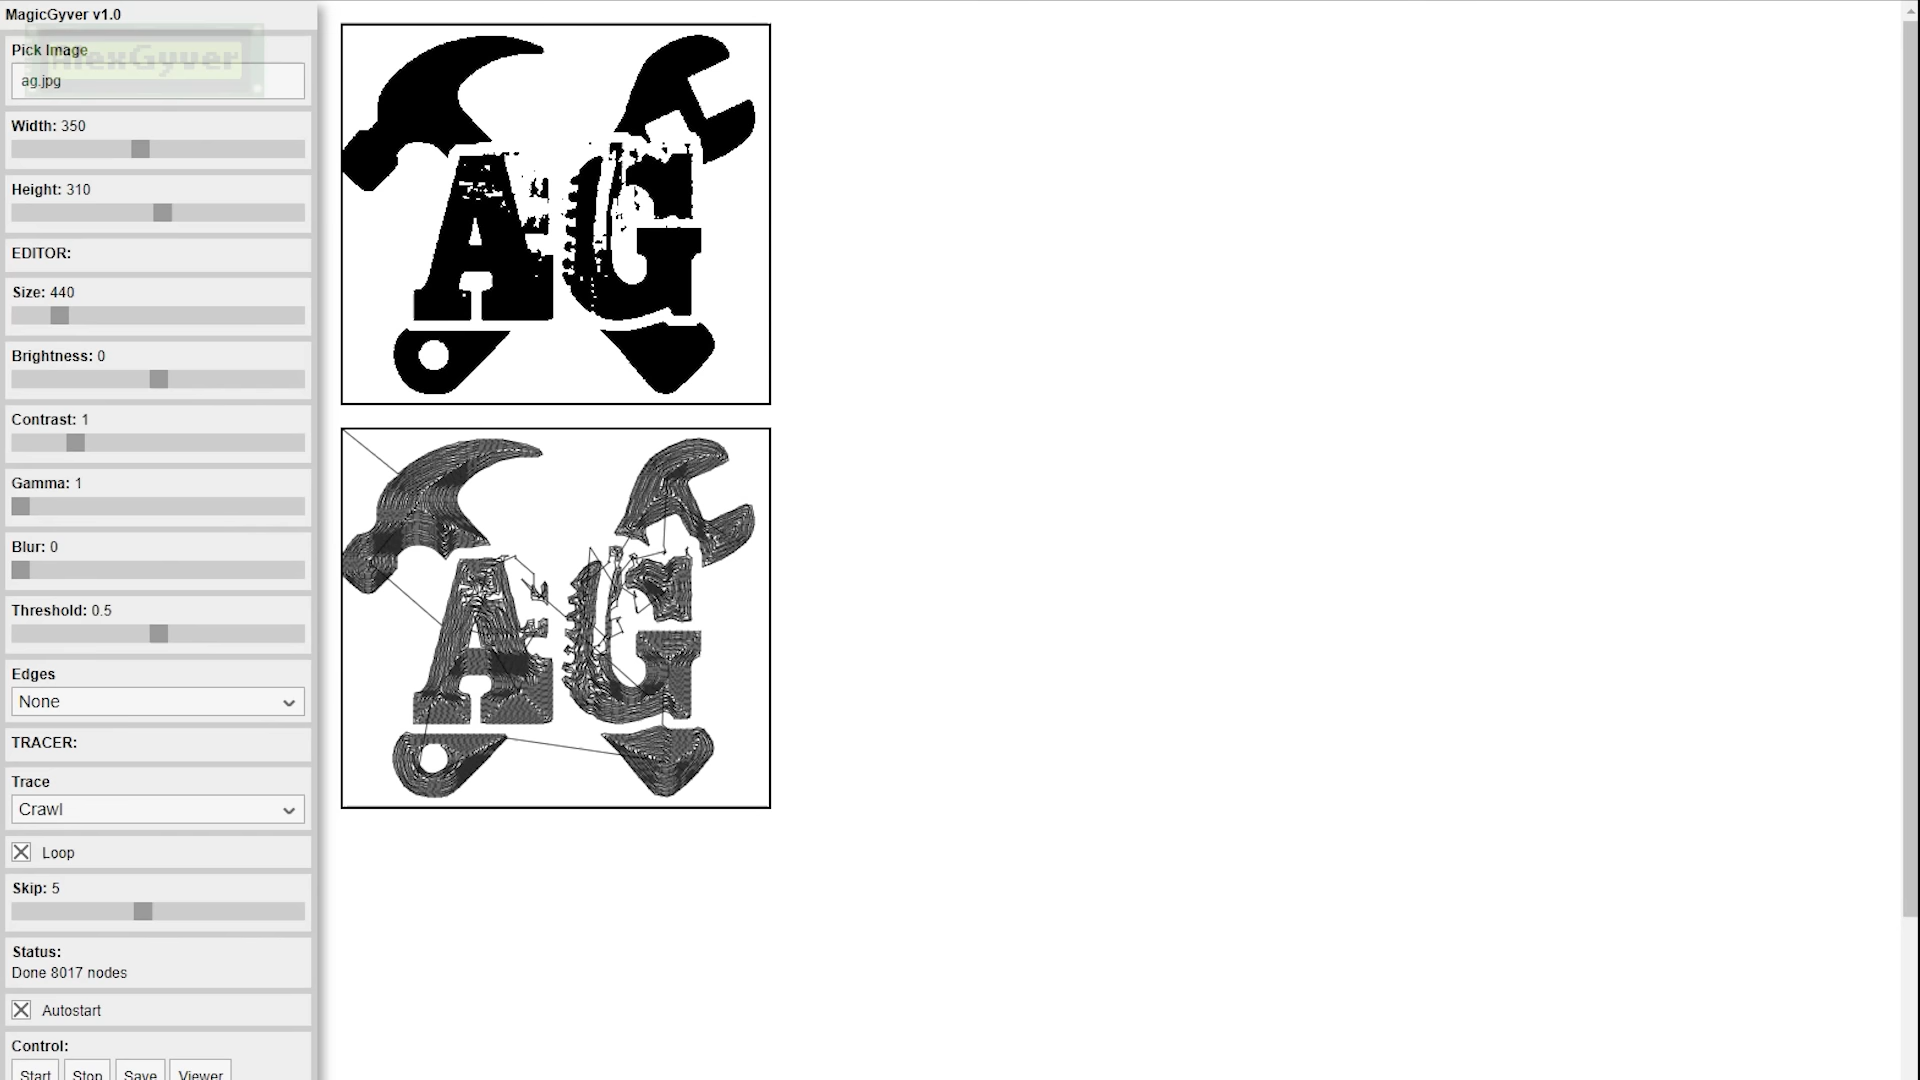 MagicGyver v1.0
Pick Image
AlexGyver
ag.jpg
Width: 350
Height: 310
EDITOR:
Size: 440
Brightness: 0
Contrast: 1
Gamma: 1
Blur: 0
Threshold: 0.5
Edges
None
TRACER:
Trace
Crawl
Loop
Skip: 5
Status:
Done 8017 nodes
Autostart
Control:
Start Stop Save Viewer
AG
AG